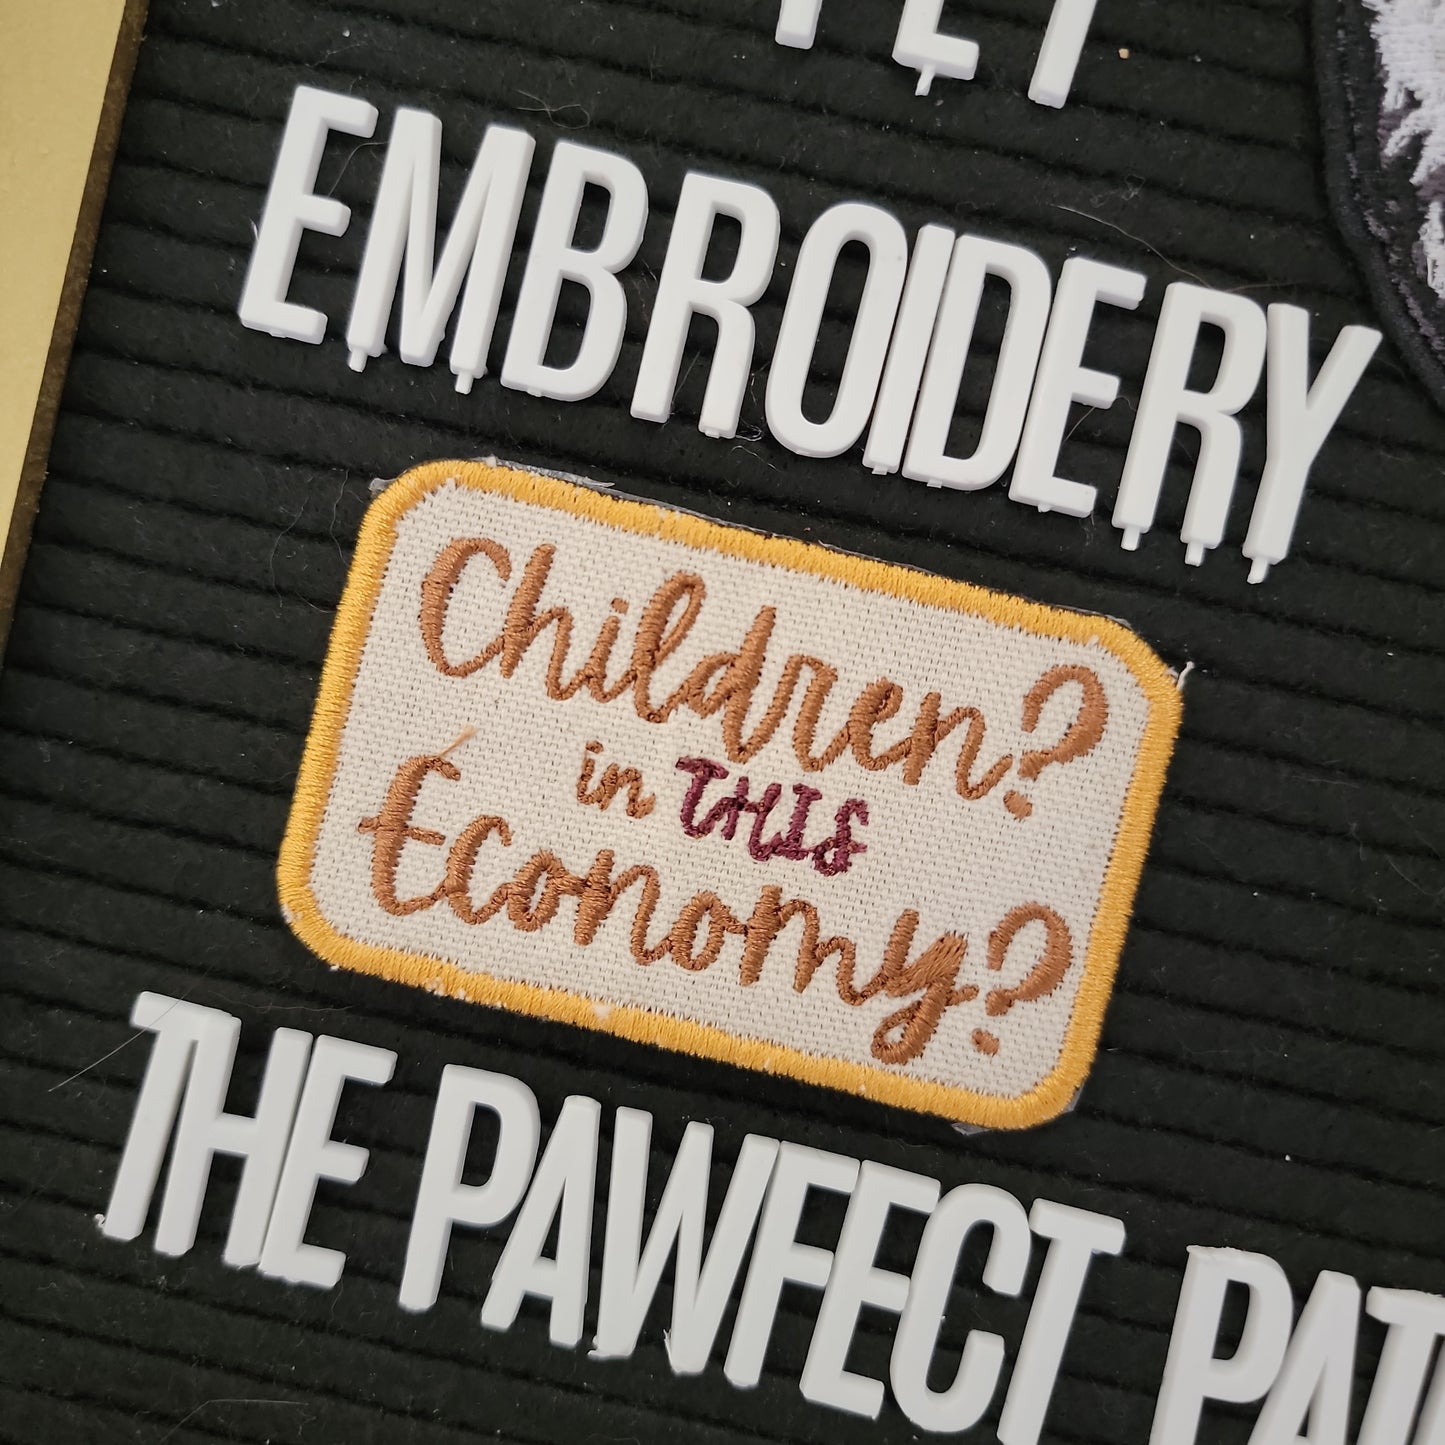 EMBROIDERY
Children?
in THIS
Economy?
THE PAWFECT